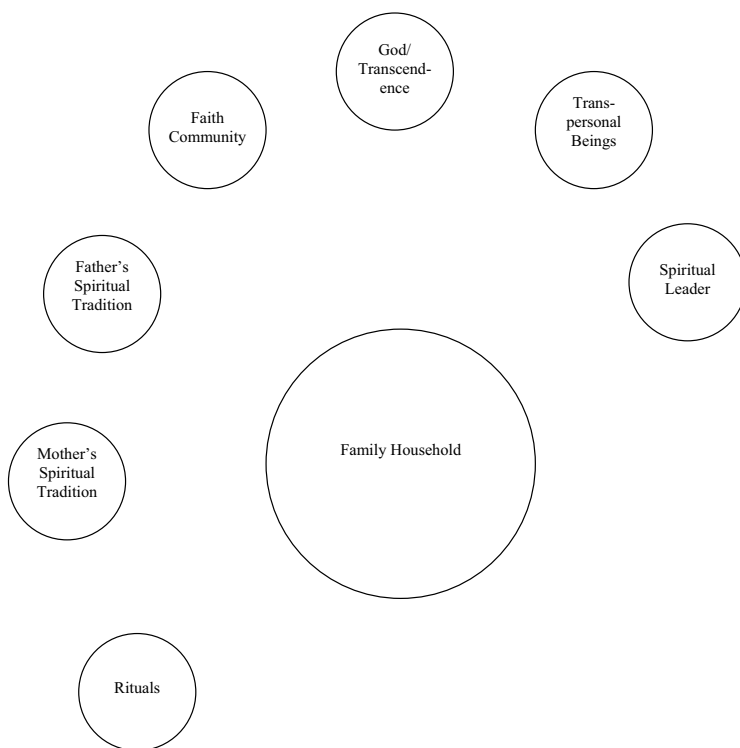 God/
Transcend-
ence
Faith
Community
Trans-
personal
Beings
Father’s
Spiritual
Tradition
Spiritual
Leader
Family Household
Mother’s
Spiritual
Tradition
Rituals